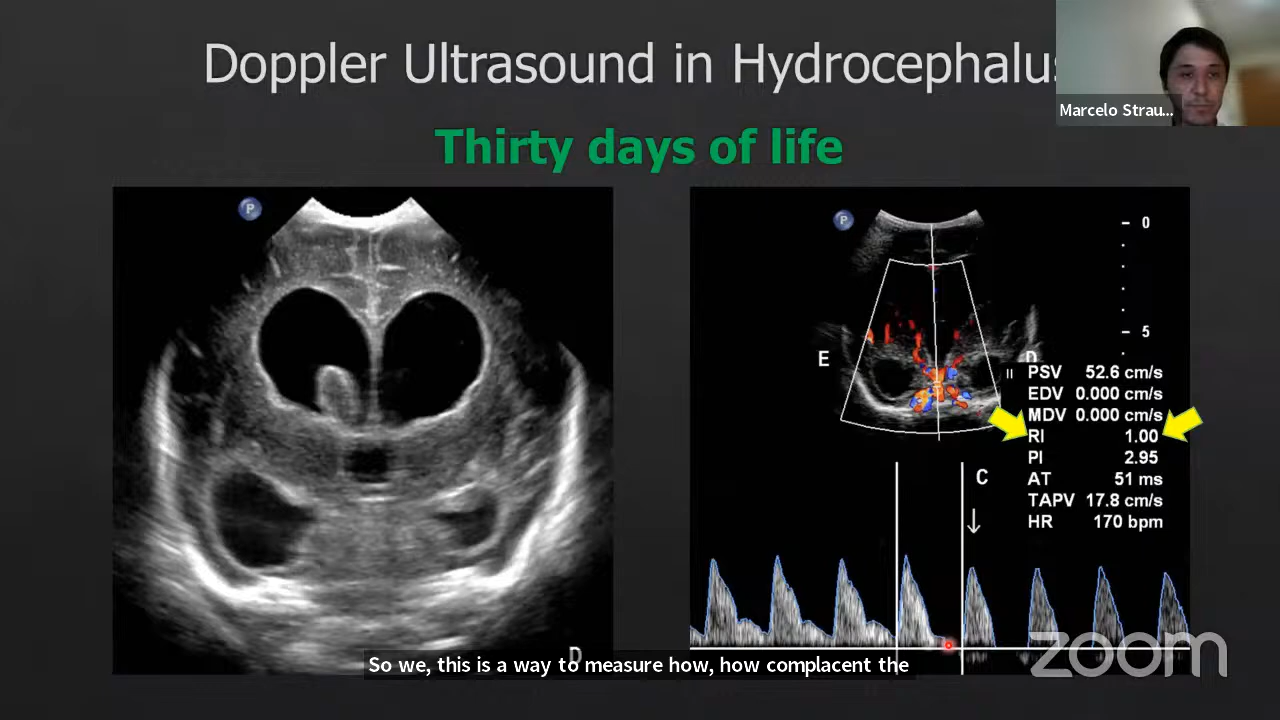 Doppler Ultrasound in Hydrocephalus
Marcelo Strau...
Thirty days of life
P
P
0
5
E
D
PSV 52.6 cm/s
EDV 0.000 cm/s
MDV 0.000 cm/s
RI 1.00
PI 2.95
AT 51 ms
TAPV 17.8 cm/s
HR 170 bpm
C
D
So we, this is a way to measure how, how complacent the
zoom